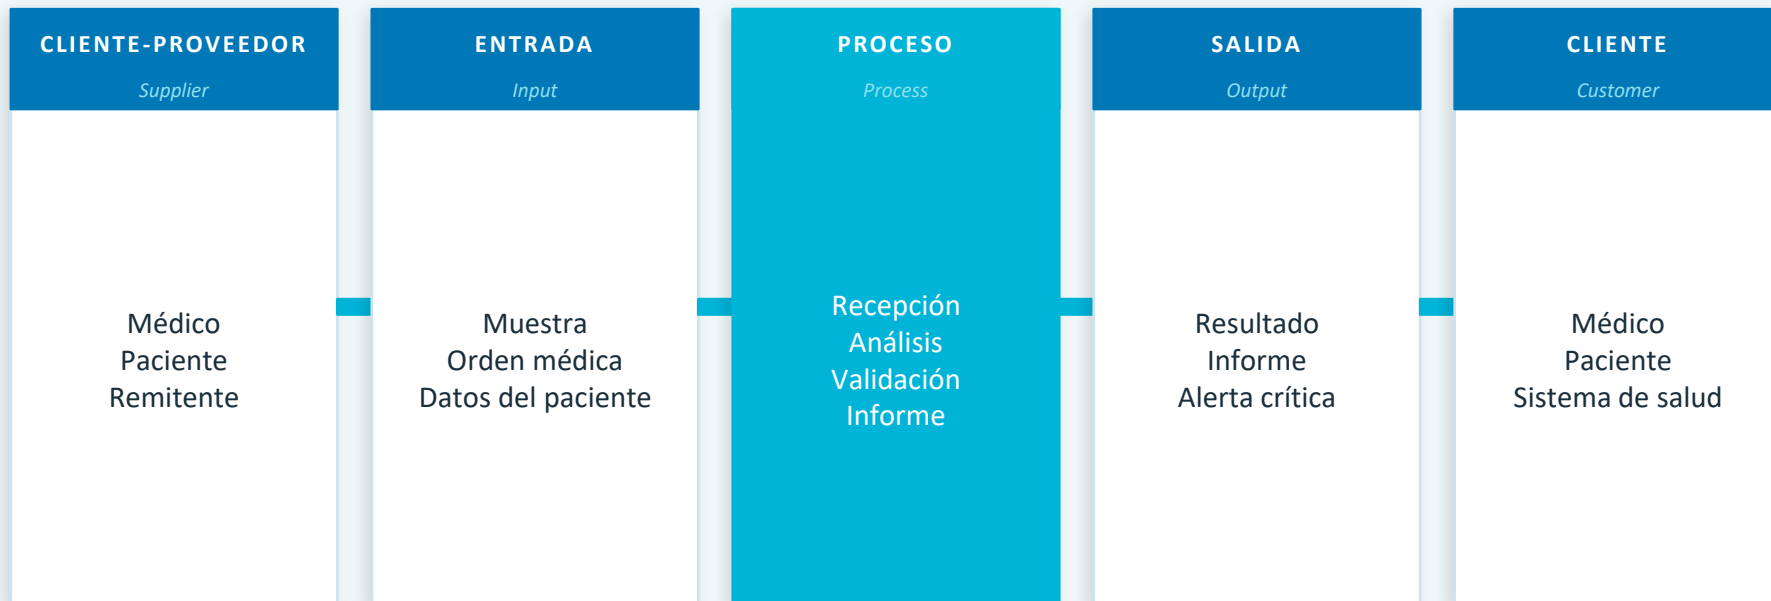 CLIENTE-PROVEEDOR
Supplier
Médico
Paciente
Remitente
ENTRADA
Input
Muestra
Orden médica
Datos del paciente
PROCESO
Process
Recepción
Análisis
Validación
Informe
SALIDA
Output
Resultado
Informe
Alerta crítica
CLIENTE
Customer
Médico
Paciente
Sistema de salud